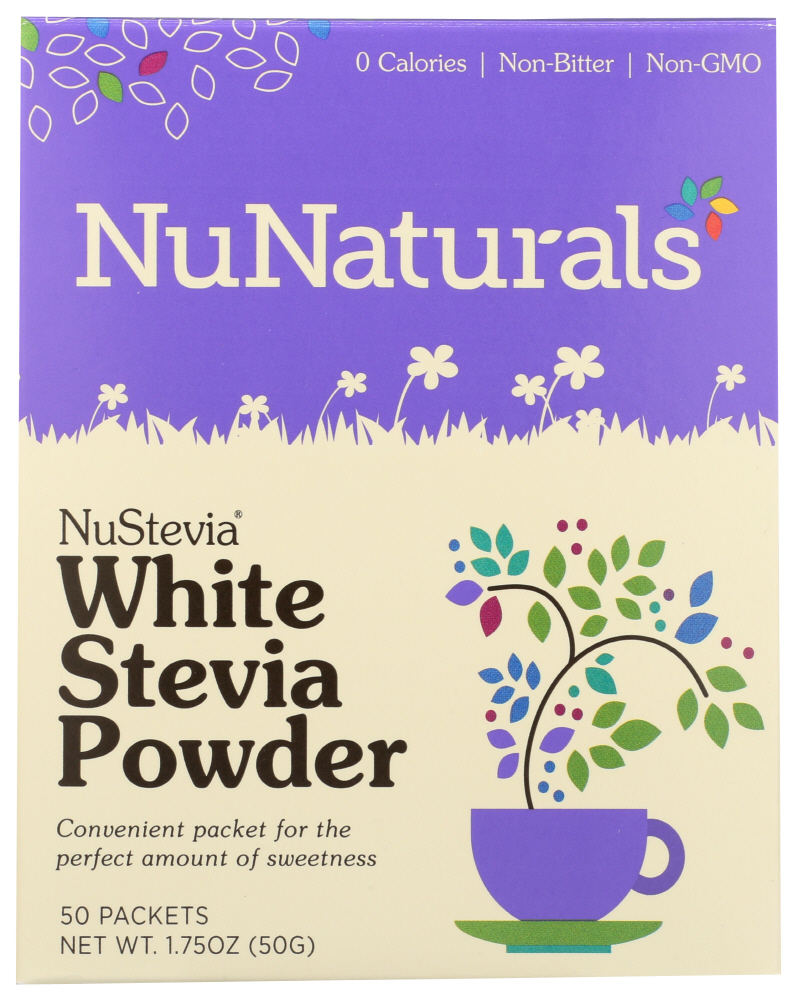 0 Calories | Non-Bitter | Non-GMO
NuNaturals
NuStevia®
White
Stevia
Powder
Convenient packet for the
perfect amount of sweetness
50 PACKETS
NET WT. 1.75OZ (50G)